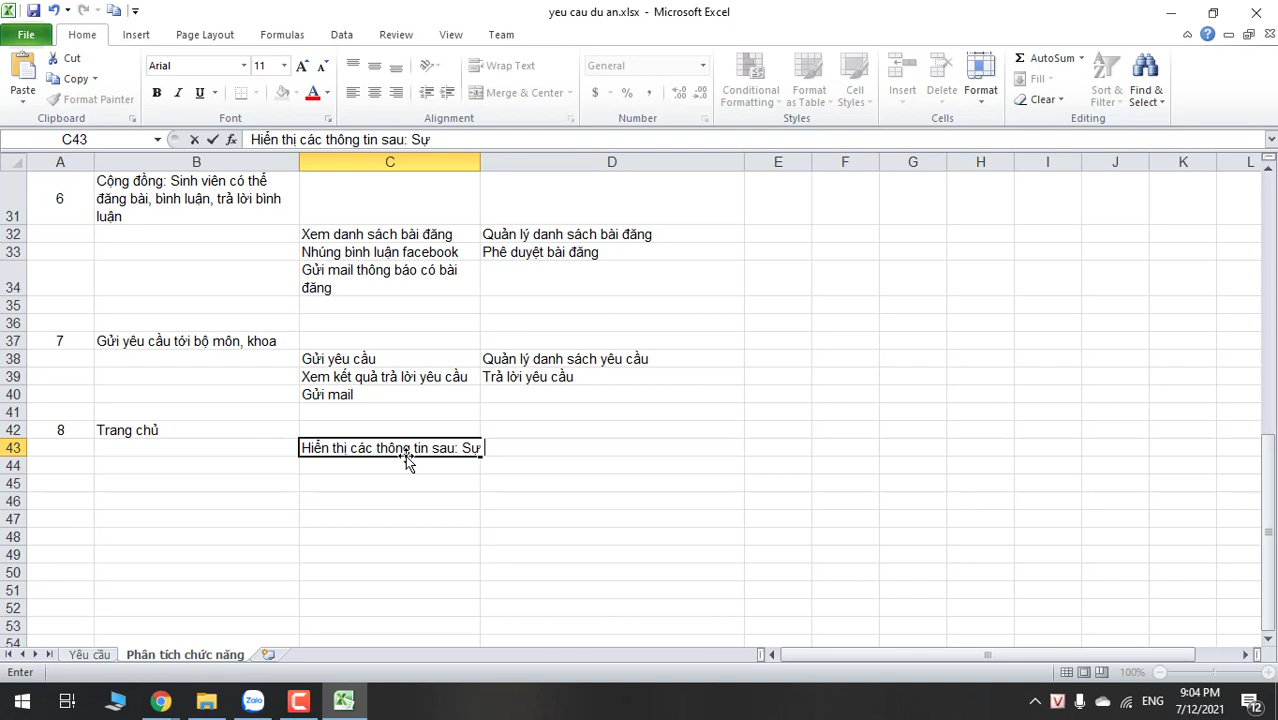 yeu cau du an.xlsx - Microsoft Excel
File Home Insert Page Layout Formulas Data Review View Team
Paste
Cut
Copy
Format Painter
Clipboard
Arial 11
B I U
Font
Wrap Text
Merge & Center
Alignment
General
$ % ,
Number
Conditional Formatting
Format as Table
Cell Styles
Styles
Insert
Delete
Format
Cells
AutoSum
Fill
Clear
Sort & Filter
Find & Select
Editing
C43 fx Hiển thị các thông tin sau: Sự
A B C D E F G H I J K L
31 6 Cộng đồng: Sinh viên có thể
đăng bài, bình luận, trả lời bình
luận
32 Xem danh sách bài đăng Quản lý danh sách bài đăng
33 Nhúng bình luận facebook Phê duyệt bài đăng
34 Gửi mail thông báo có bài
đăng
35
36
37 7 Gửi yêu cầu tới bộ môn, khoa
38 Gửi yêu cầu Quản lý danh sách yêu cầu
39 Xem kết quả trả lời yêu cầu Trả lời yêu cầu
40 Gửi mail
41
42 8 Trang chủ
43 Hiển thị các thông tin sau: Sự
44
45
46
47
48
49
50
51
52
53
54
Yêu cầu Phân tích chức năng
Enter 100%
Zalo
V ENG
9:04 PM
7/12/2021
12